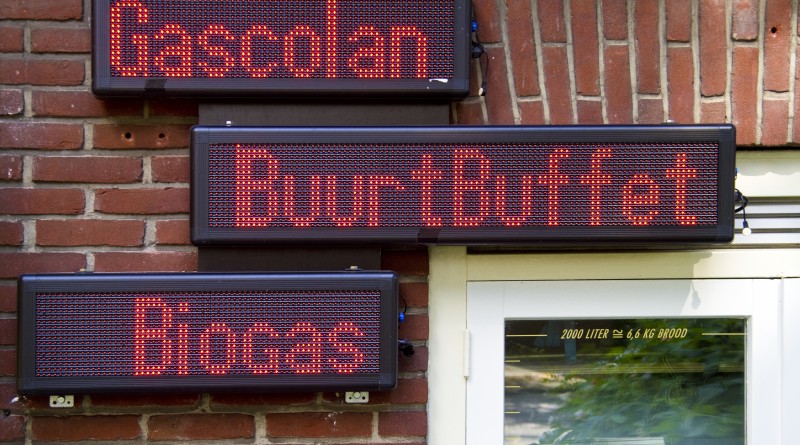 Gascolan
BuurtBuffet
Biogas
2000 LITER ≅ 6,6 KG BROOD